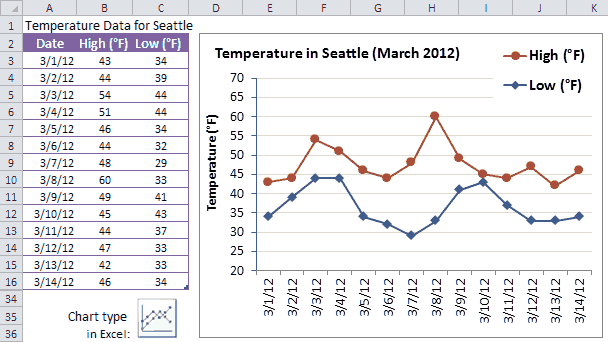 A B C D E F G H I J K
1 Temperature Data for Seattle
2 Date High (°F) Low (°F)
3 3/1/12 43 34
4 3/2/12 44 39
5 3/3/12 54 44
6 3/4/12 51 44
7 3/5/12 46 34
8 3/6/12 44 32
9 3/7/12 48 29
10 3/8/12 60 33
11 3/9/12 49 41
12 3/10/12 45 43
13 3/11/12 44 37
14 3/12/12 47 33
15 3/13/12 42 33
16 3/14/12 46 34
34
35 Chart type
36 in Excel:
Temperature in Seattle (March 2012)
High (°F)
Low (°F)
Temperature (°F)
70
65
60
55
50
45
40
35
30
25
20
3/1/12 3/2/12 3/3/12 3/4/12 3/5/12 3/6/12 3/7/12 3/8/12 3/9/12 3/10/12 3/11/12 3/12/12 3/13/12 3/14/12